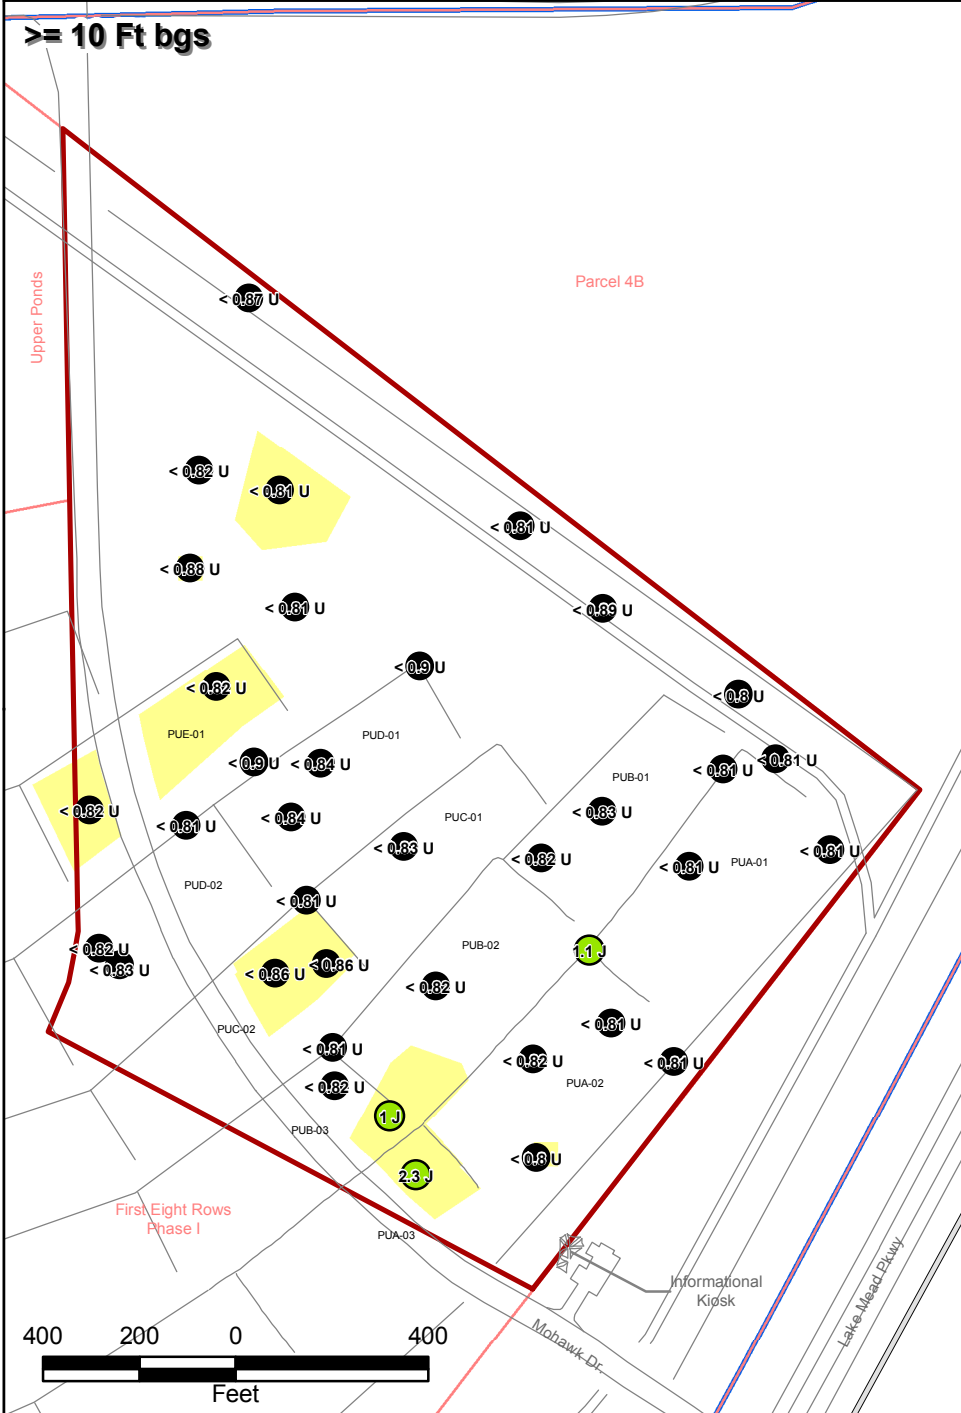 >= 10 Ft bgs
Parcel 4B
Upper Ponds
< 0.87 U
< 0.82 U
< 0.81 U
< 0.81 U
< 0.88 U
< 0.81 U
< 0.89 U
< 0.9 U
< 0.82 U
< 0.8 U
PUE-01
PUD-01
< 0.9 U
< 0.84 U
< 0.81 U
< 0.81 U
PUB-01
< 0.82 U
< 0.81 U
< 0.84 U
PUC-01
< 0.83 U
< 0.83 U
< 0.82 U
< 0.81 U
PUA-01
< 0.81 U
PUD-02
< 0.81 U
< 0.82 U
< 0.83 U
< 0.86 U
< 0.86 U
PUB-02
1.1 J
< 0.82 U
PUC-02
< 0.81 U
< 0.81 U
< 0.82 U
< 0.81 U
< 0.82 U
PUA-02
1 J
PUB-03
< 0.8 U
2.3 J
First Eight Rows
Phase I
PUA-03
Informational
Kiosk
Lake Mead Pkwy
Mohawk Dr.
400 200 0 400
Feet